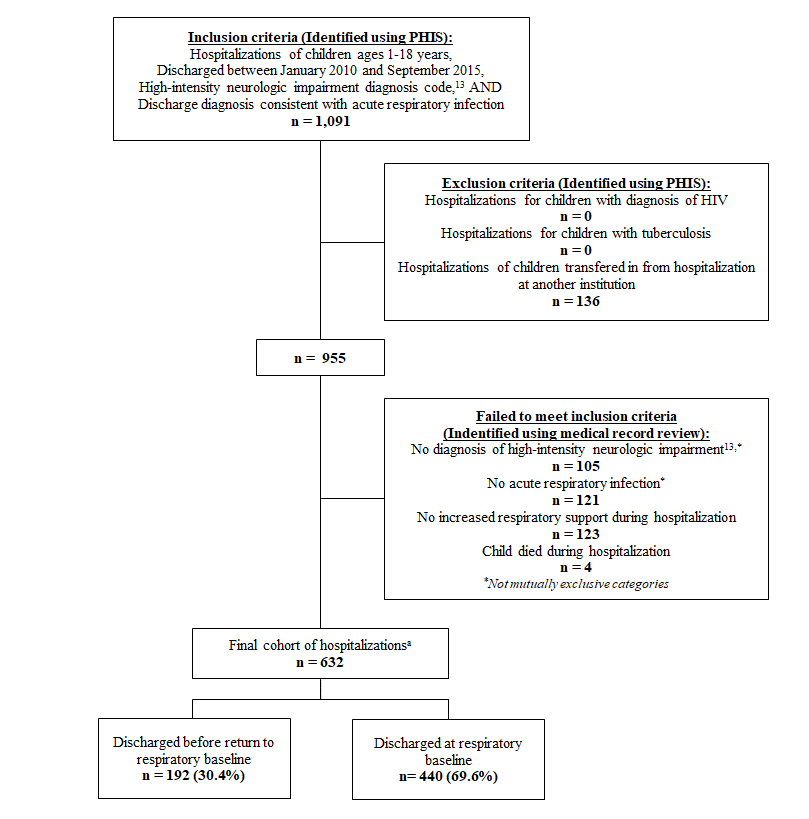 Inclusion criteria (Identified using PHIS):
Hospitalizations of children ages 1-18 years,
Discharged between January 2010 and September 2015,
High-intensity neurologic impairment diagnosis code,¹³ AND
Discharge diagnosis consistent with acute respiratory infection
n = 1,091
Exclusion criteria (Identified using PHIS):
Hospitalizations for children with diagnosis of HIV
n = 0
Hospitalizations for children with tuberculosis
n = 0
Hospitalizations of children transfered in from hospitalization
at another institution
n = 136
n = 955
Failed to meet inclusion criteria
(Indentified using medical record review):
No diagnosis of high-intensity neurologic impairment¹³,*
n = 105
No acute respiratory infection*
n = 121
No increased respiratory support during hospitalization
n = 123
Child died during hospitalization
n = 4
*Not mutually exclusive categories
Final cohort of hospitalizationsᵃ
n = 632
Discharged before return to
respiratory baseline
n = 192 (30.4%)
Discharged at respiratory
baseline
n= 440 (69.6%)